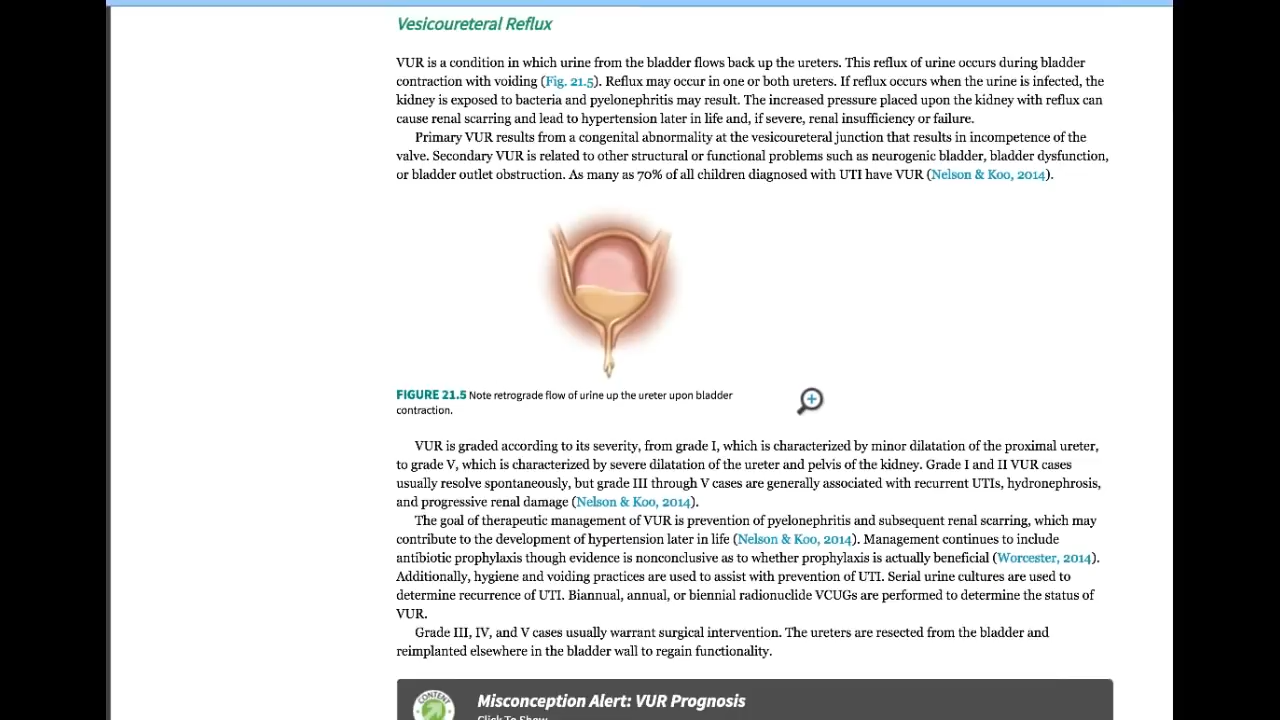 Vesicoureteral Reflux
VUR is a condition in which urine from the bladder flows back up the ureters. This reflux of urine occurs during bladder
contraction with voiding (Fig. 21.5). Reflux may occur in one or both ureters. If reflux occurs when the urine is infected, the
kidney is exposed to bacteria and pyelonephritis may result. The increased pressure placed upon the kidney with reflux can
cause renal scarring and lead to hypertension later in life and, if severe, renal insufficiency or failure.
Primary VUR results from a congenital abnormality at the vesicoureteral junction that results in incompetence of the
valve. Secondary VUR is related to other structural or functional problems such as neurogenic bladder, bladder dysfunction,
or bladder outlet obstruction. As many as 70% of all children diagnosed with UTI have VUR (Nelson & Koo, 2014).
FIGURE 21.5 Note retrograde flow of urine up the ureter upon bladder
contraction.
VUR is graded according to its severity, from grade I, which is characterized by minor dilatation of the proximal ureter,
to grade V, which is characterized by severe dilatation of the ureter and pelvis of the kidney. Grade I and II VUR cases
usually resolve spontaneously, but grade III through V cases are generally associated with recurrent UTIs, hydronephrosis,
and progressive renal damage (Nelson & Koo, 2014).
The goal of therapeutic management of VUR is prevention of pyelonephritis and subsequent renal scarring, which may
contribute to the development of hypertension later in life (Nelson & Koo, 2014). Management continues to include
antibiotic prophylaxis though evidence is nonconclusive as to whether prophylaxis is actually beneficial (Worcester, 2014).
Additionally, hygiene and voiding practices are used to assist with prevention of UTI. Serial urine cultures are used to
determine recurrence of UTI. Biannual, annual, or biennial radionuclide VCUGs are performed to determine the status of
VUR.
Grade III, IV, and V cases usually warrant surgical intervention. The ureters are resected from the bladder and
reimplanted elsewhere in the bladder wall to regain functionality.
CONTENT
Misconception Alert: VUR Prognosis
Click To Show